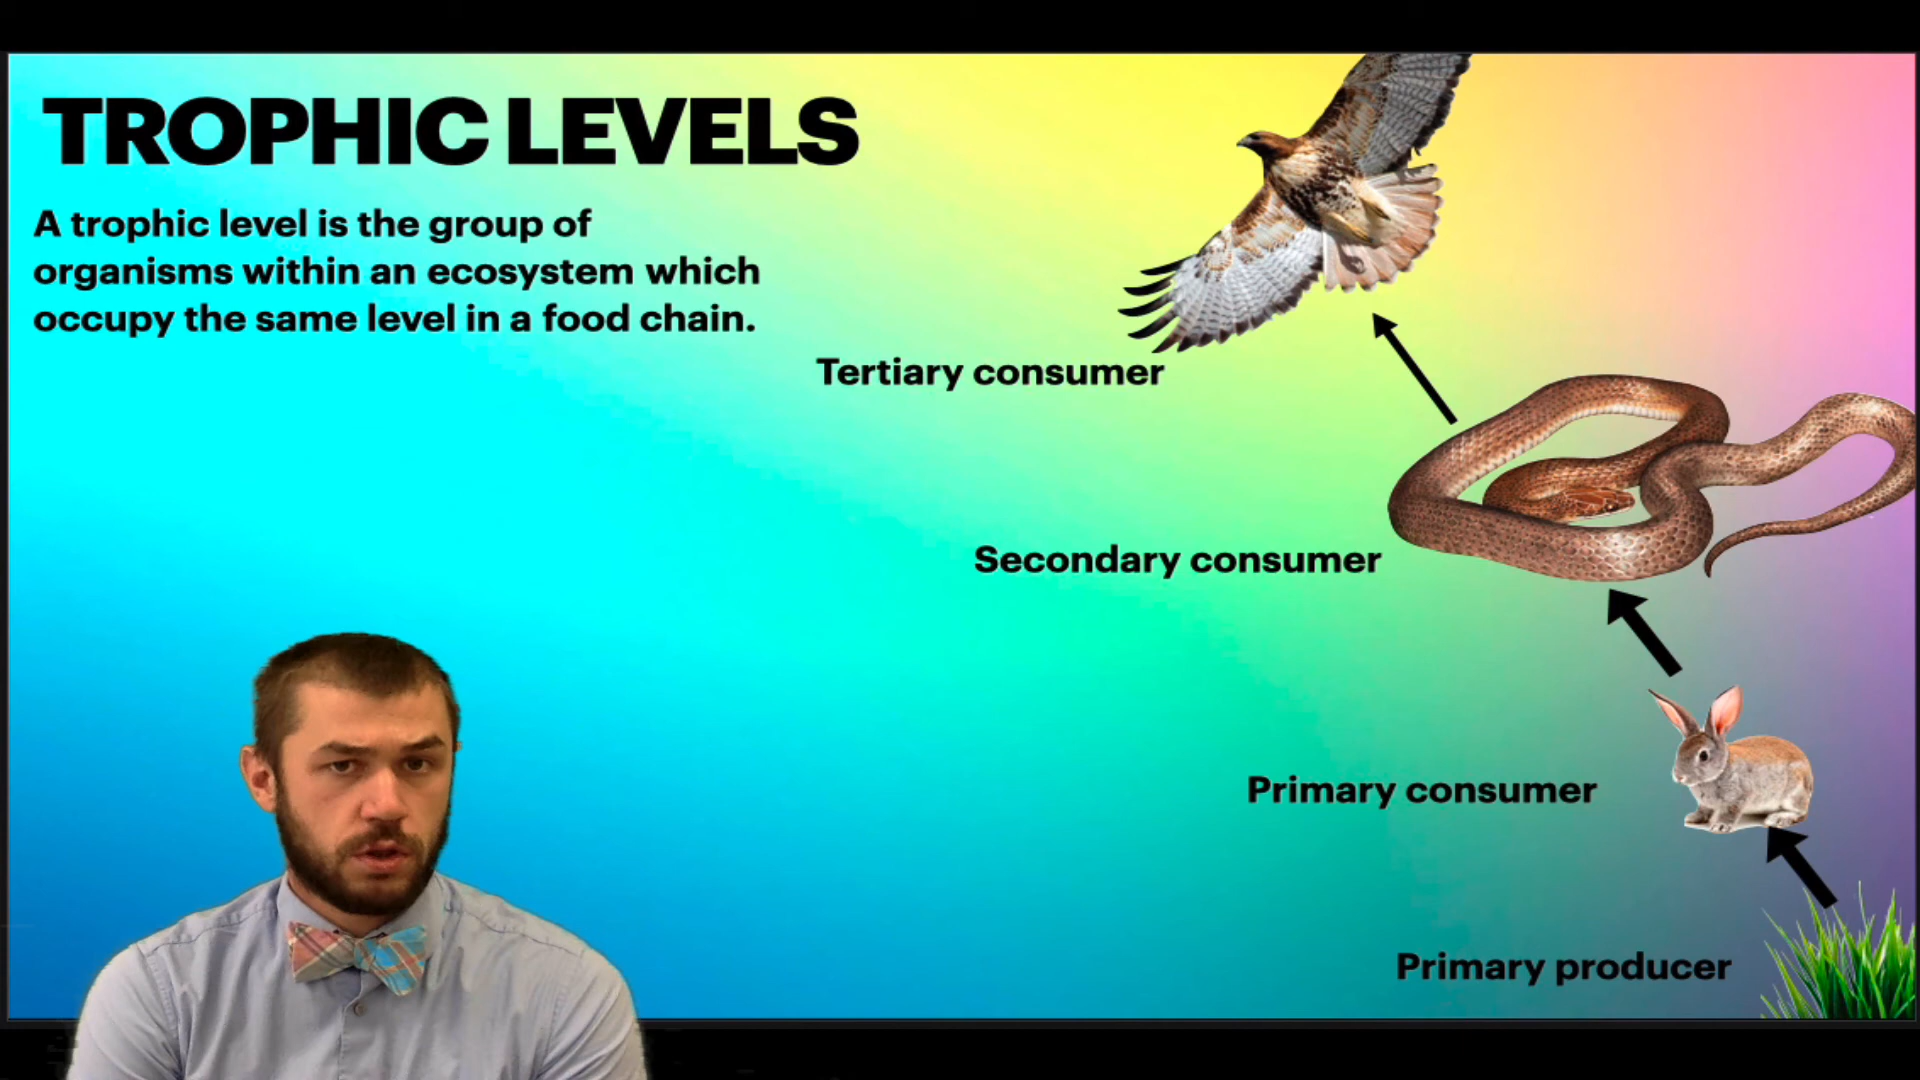 TROPHIC LEVELS
A trophic level is the group of
organisms within an ecosystem which
occupy the same level in a food chain.
Tertiary consumer
Secondary consumer
Primary consumer
Primary producer